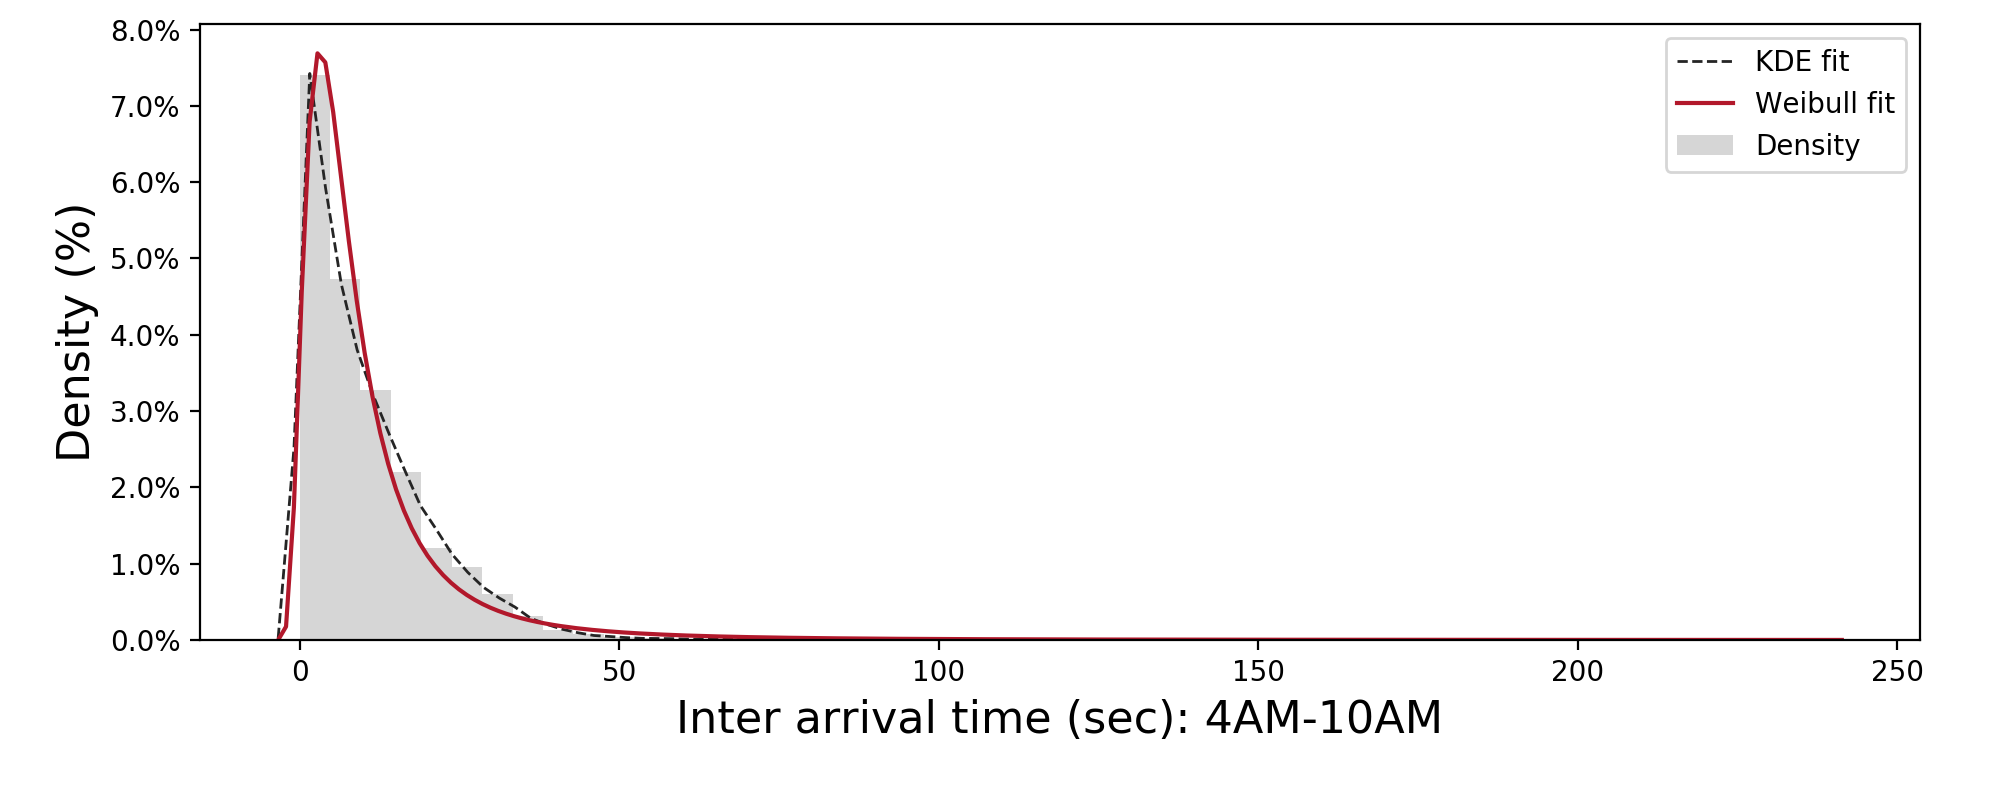 8.0%
7.0%
6.0%
5.0%
4.0%
3.0%
2.0%
1.0%
0.0%
Density (%)
KDE fit
Weibull fit
Density
0 50 100 150 200 250
Inter arrival time (sec): 4AM-10AM